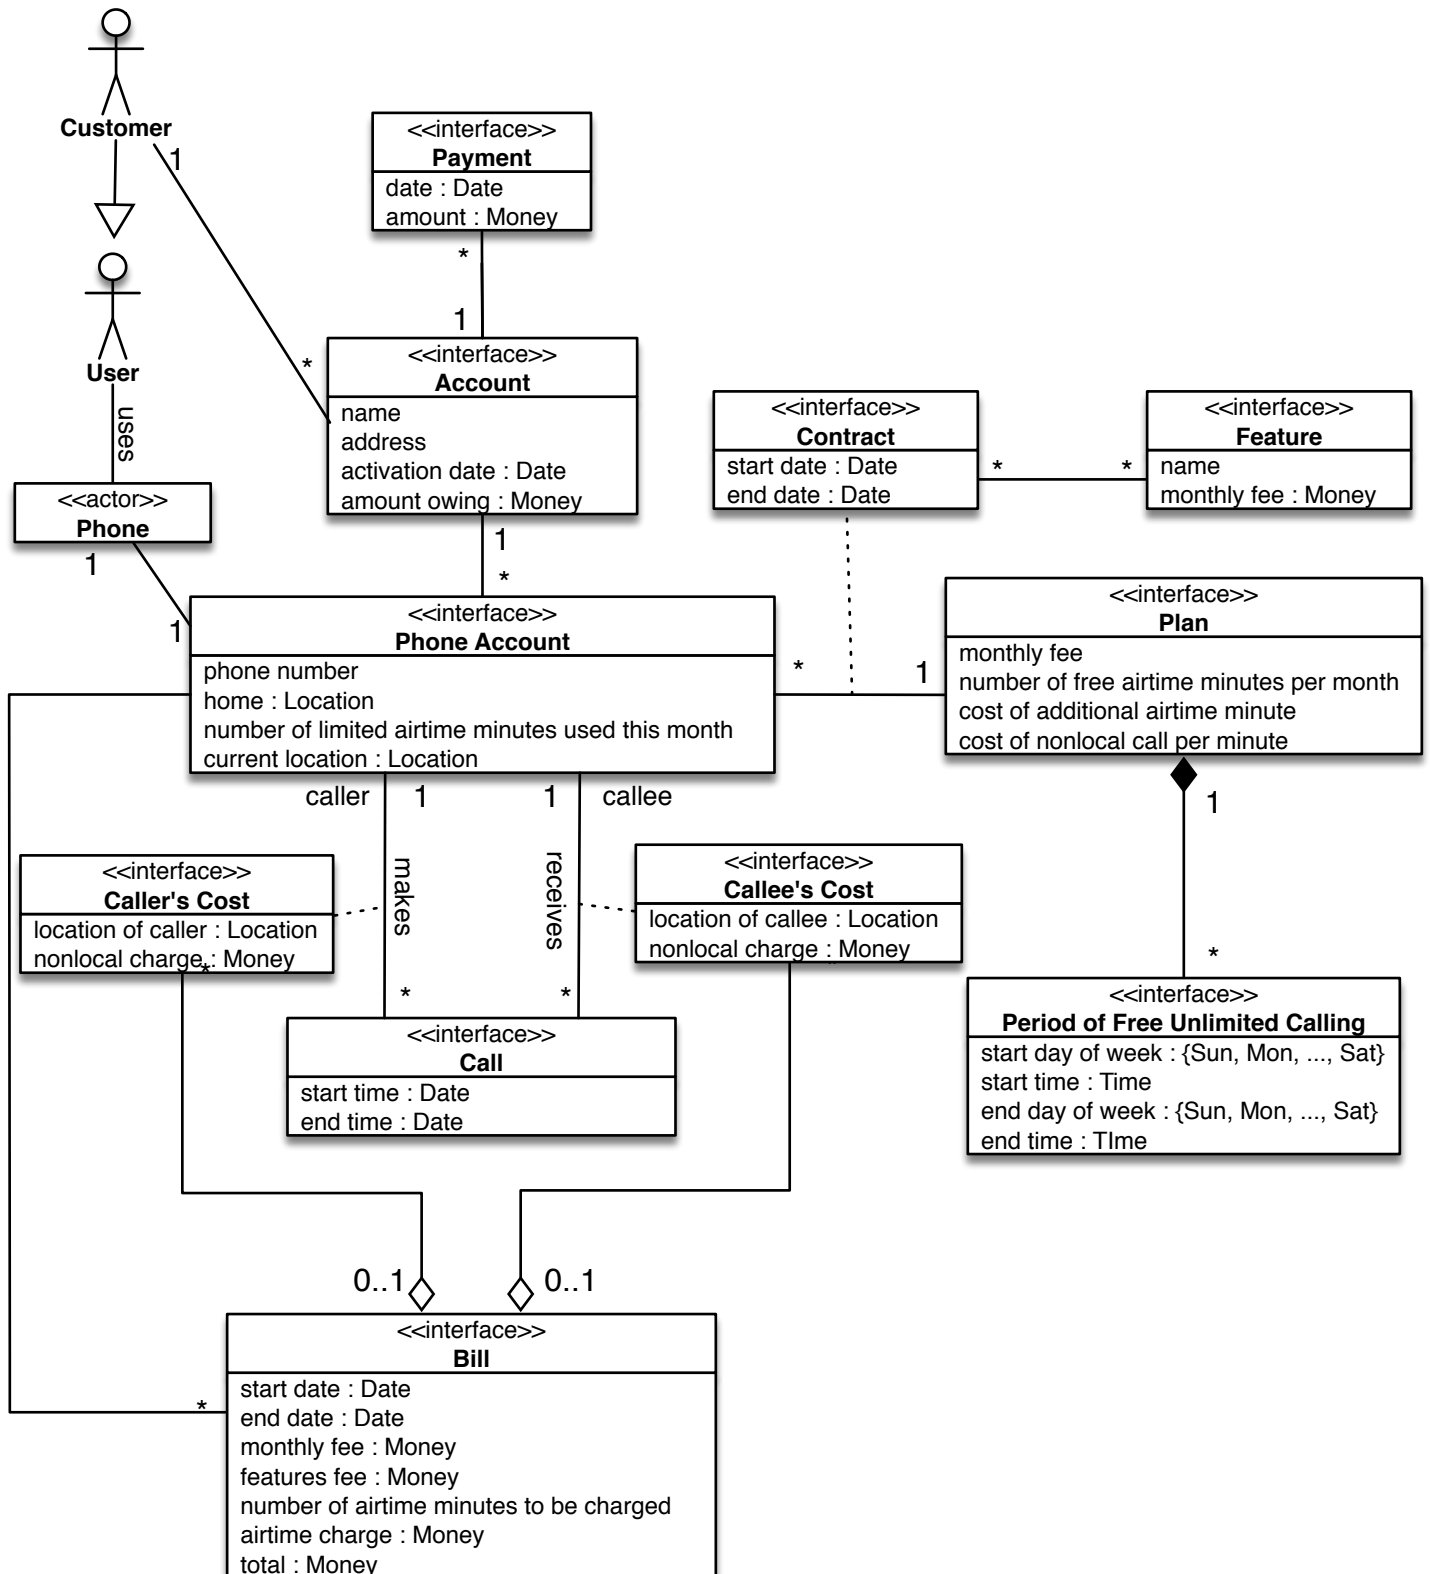 Customer
1
<<interface>>
Payment
date : Date
amount : Money
*
1
User
uses
*
<<interface>>
Account
name
address
activation date : Date
amount owing : Money
<<interface>>
Contract
start date : Date
end date : Date
*
*
<<interface>>
Feature
name
monthly fee : Money
<<actor>>
Phone
1
1
1
*
<<interface>>
Phone Account
phone number
home : Location
number of limited airtime minutes used this month
current location : Location
*
1
<<interface>>
Plan
monthly fee
number of free airtime minutes per month
cost of additional airtime minute
cost of nonlocal call per minute
1
*
caller
1
1
callee
makes
receives
<<interface>>
Caller's Cost
location of caller : Location
nonlocal charge : Money
*
<<interface>>
Callee's Cost
location of callee : Location
nonlocal charge : Money
*
*
<<interface>>
Call
start time : Date
end time : Date
<<interface>>
Period of Free Unlimited Calling
start day of week : {Sun, Mon, ..., Sat}
start time : Time
end day of week : {Sun, Mon, ..., Sat}
end time : TIme
0..1
0..1
*
<<interface>>
Bill
start date : Date
end date : Date
monthly fee : Money
features fee : Money
number of airtime minutes to be charged
airtime charge : Money
total : Money